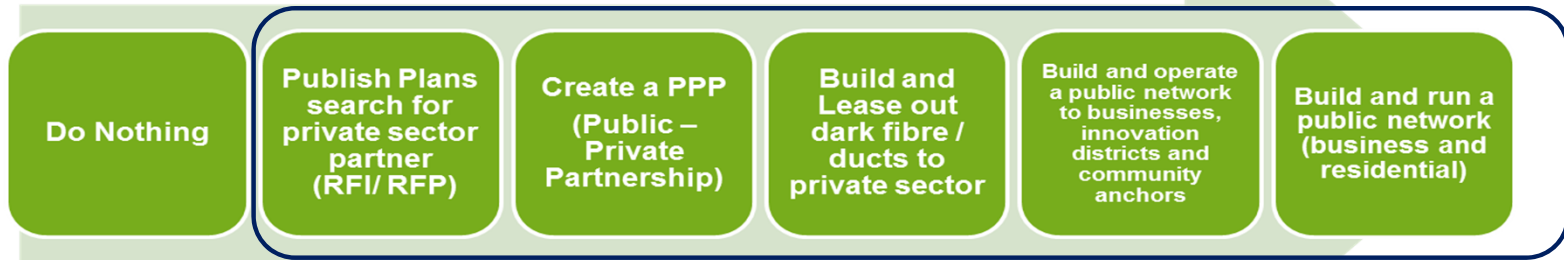 Do Nothing
Publish Plans
search for
private sector
partner
(RFI/ RFP)
Create a PPP
(Public –
Private
Partnership)
Build and
Lease out
dark fibre /
ducts to
private sector
Build and operate
a public network
to businesses,
innovation
districts and
community
anchors
Build and run a
public network
(business and
residential)